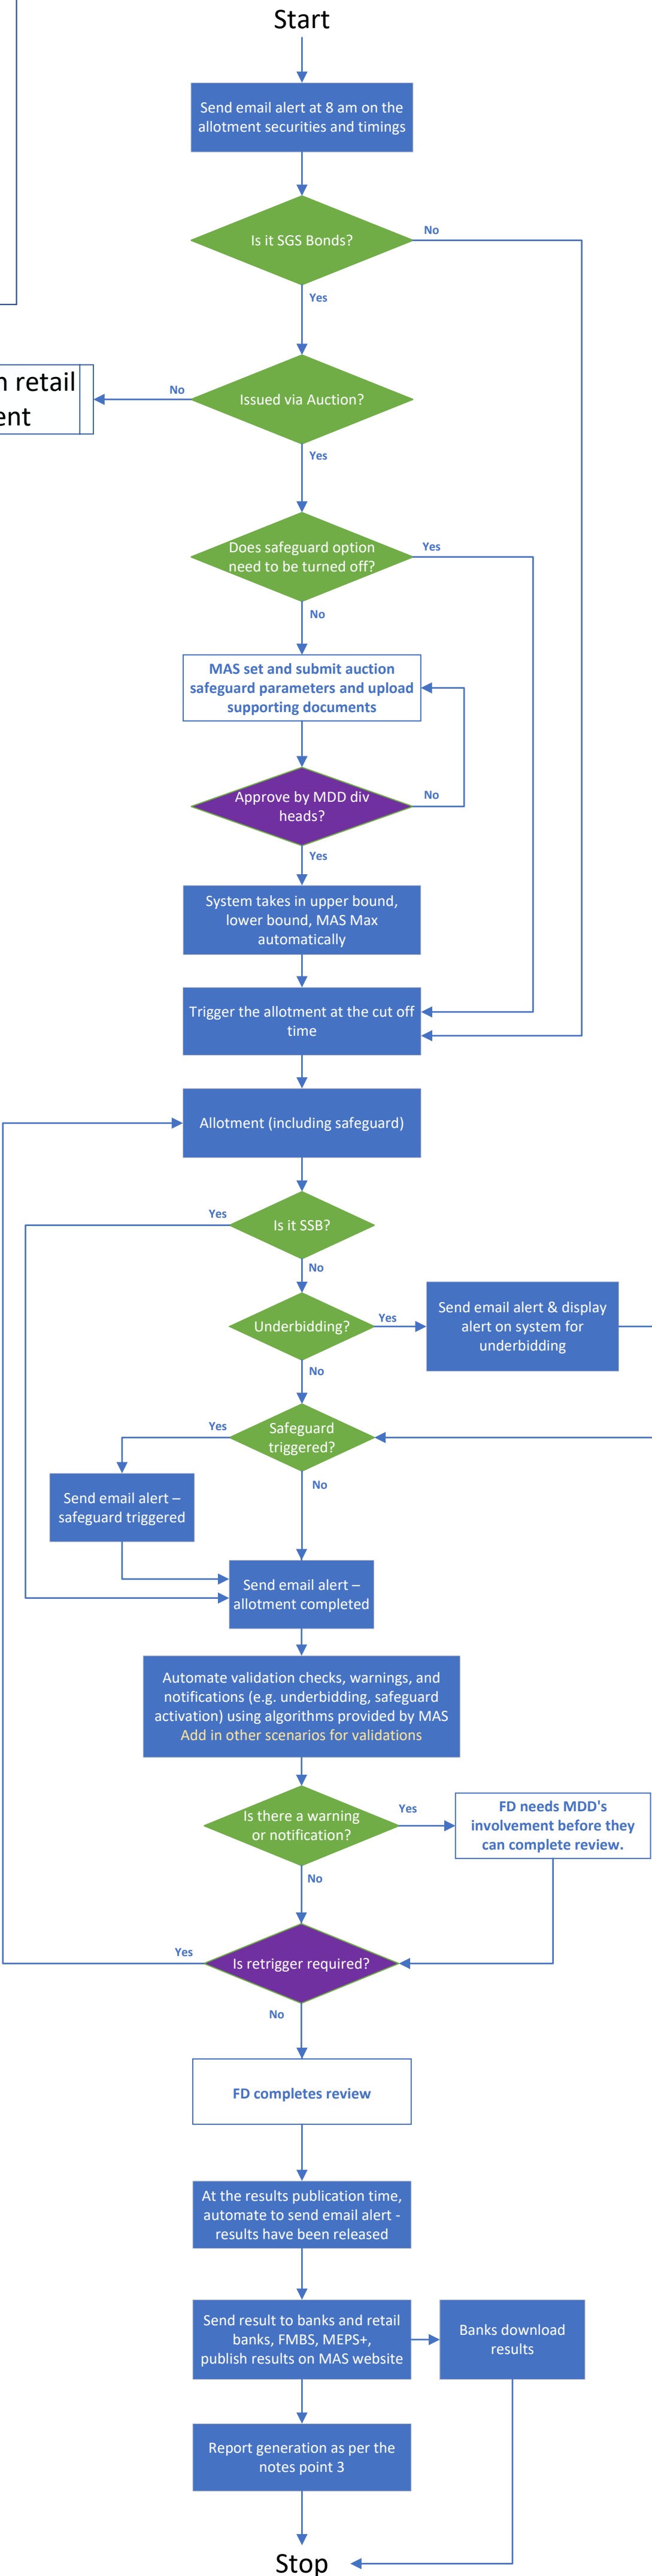 Start
Send email alert at 8 am on the
allotment securities and timings
Is it SGS Bonds?
No
Yes
retail
Issued via Auction?
No
Yes
Does safeguard option
need to be turned off?
Yes
No
MAS set and submit auction
safeguard parameters and upload
supporting documents
Approve by MDD div
heads?
No
Yes
System takes in upper bound,
lower bound, MAS Max
automatically
Trigger the allotment at the cut off
time
Allotment (including safeguard)
Yes
Is it SSB?
No
Underbidding?
Yes
Send email alert & display
alert on system for
underbidding
No
Yes
Safeguard
triggered?
No
Send email alert –
safeguard triggered
Send email alert –
allotment completed
Automate validation checks, warnings, and
notifications (e.g. underbidding, safeguard
activation) using algorithms provided by MAS
Add in other scenarios for validations
Is there a warning
or notification?
Yes
FD needs MDD's
involvement before they
can complete review.
No
Yes
Is retrigger required?
No
FD completes review
At the results publication time,
automate to send email alert -
results have been released
Send result to banks and retail
banks, FMBS, MEPS+,
publish results on MAS website
Banks download
results
Report generation as per the
notes point 3
Stop